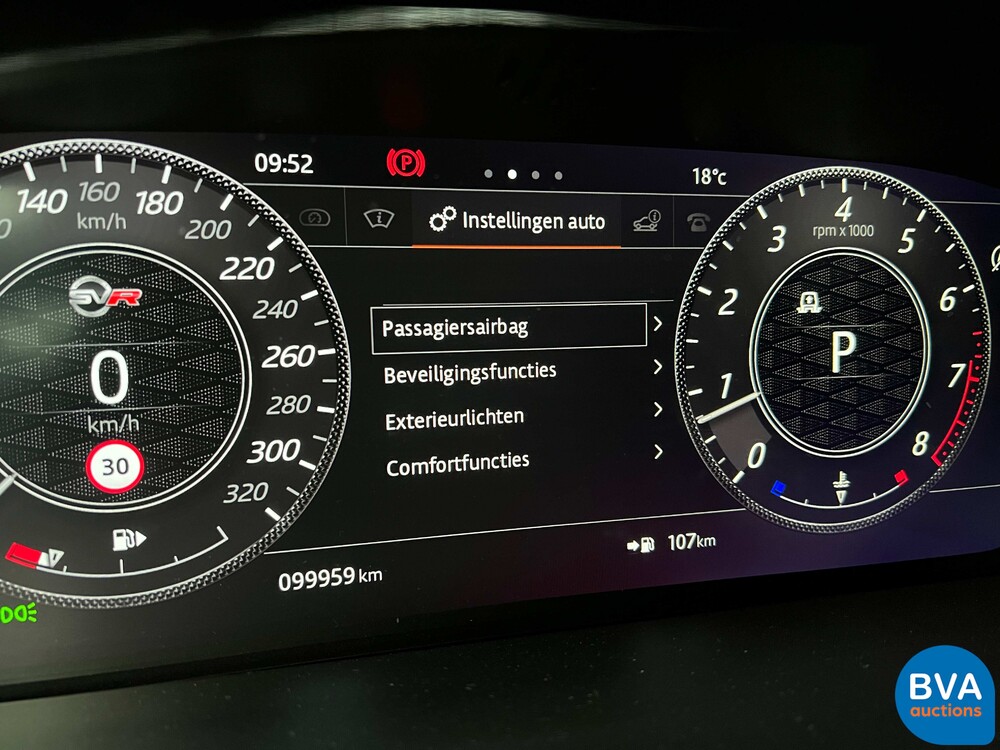 09:52
P
18°c
Instellingen auto
Passagiersairbag
Beveiligingsfuncties
Exterieurlichten
Comfortfuncties
140
160
180
200
220
240
260
280
300
320
km/h
SVR
0
km/h
30
0
1
2
3
4
5
6
7
8
rpm x 1000
P
099959 km
107km
BVA
auctions